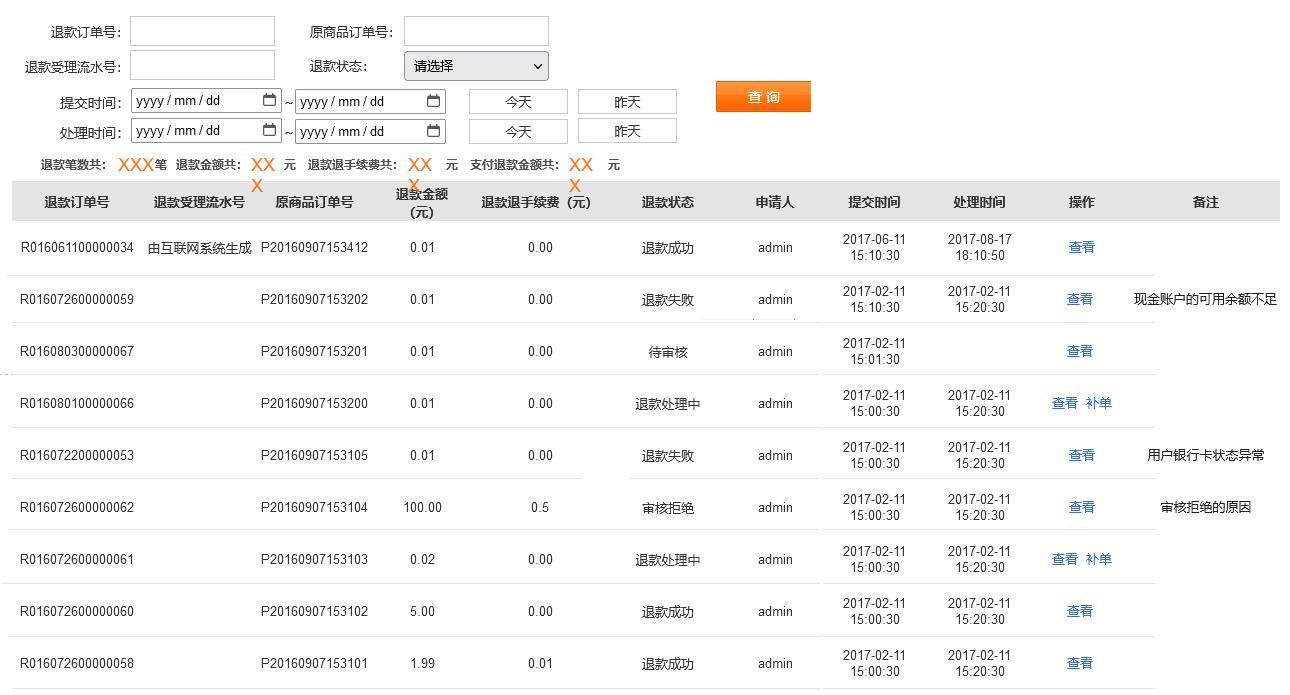 退款订单号: 原商品订单号:
退款受理流水号: 退款状态: 请选择
提交时间: yyyy / mm / dd ~ yyyy / mm / dd 今天 昨天 查 询
处理时间: yyyy / mm / dd ~ yyyy / mm / dd 今天 昨天
退款笔数共: XXX 笔 退款金额共: XXX 元 退款退手续费共: XXX 元 支付退款金额共: XXX 元
退款订单号 退款受理流水号 原商品订单号 退款金额(元) 退款退手续费 (元) 退款状态 申请人 提交时间 处理时间 操作 备注
R016061100000034 由互联网系统生成 P20160907153412 0.01 0.00 退款成功 admin 2017-06-11 15:10:30 2017-08-17 18:10:50 查看
R016072600000059 P20160907153202 0.01 0.00 退款失败 admin 2017-02-11 15:10:30 2017-02-11 15:20:30 查看 现金账户的可用余额不足
R016080300000067 P20160907153201 0.01 0.00 待审核 admin 2017-02-11 15:01:30 查看
R016080100000066 P20160907153200 0.01 0.00 退款处理中 admin 2017-02-11 15:00:30 2017-02-11 15:20:30 查看 补单
R016072200000053 P20160907153105 0.01 0.00 退款失败 admin 2017-02-11 15:00:30 2017-02-11 15:20:30 查看 用户银行卡状态异常
R016072600000062 P20160907153104 100.00 0.5 审核拒绝 admin 2017-02-11 15:00:30 2017-02-11 15:20:30 查看 审核拒绝的原因
R016072600000061 P20160907153103 0.02 0.00 退款处理中 admin 2017-02-11 15:00:30 2017-02-11 15:20:30 查看 补单
R016072600000060 P20160907153102 5.00 0.00 退款成功 admin 2017-02-11 15:00:30 2017-02-11 15:20:30 查看
R016072600000058 P20160907153101 1.99 0.01 退款成功 admin 2017-02-11 15:00:30 2017-02-11 15:20:30 查看